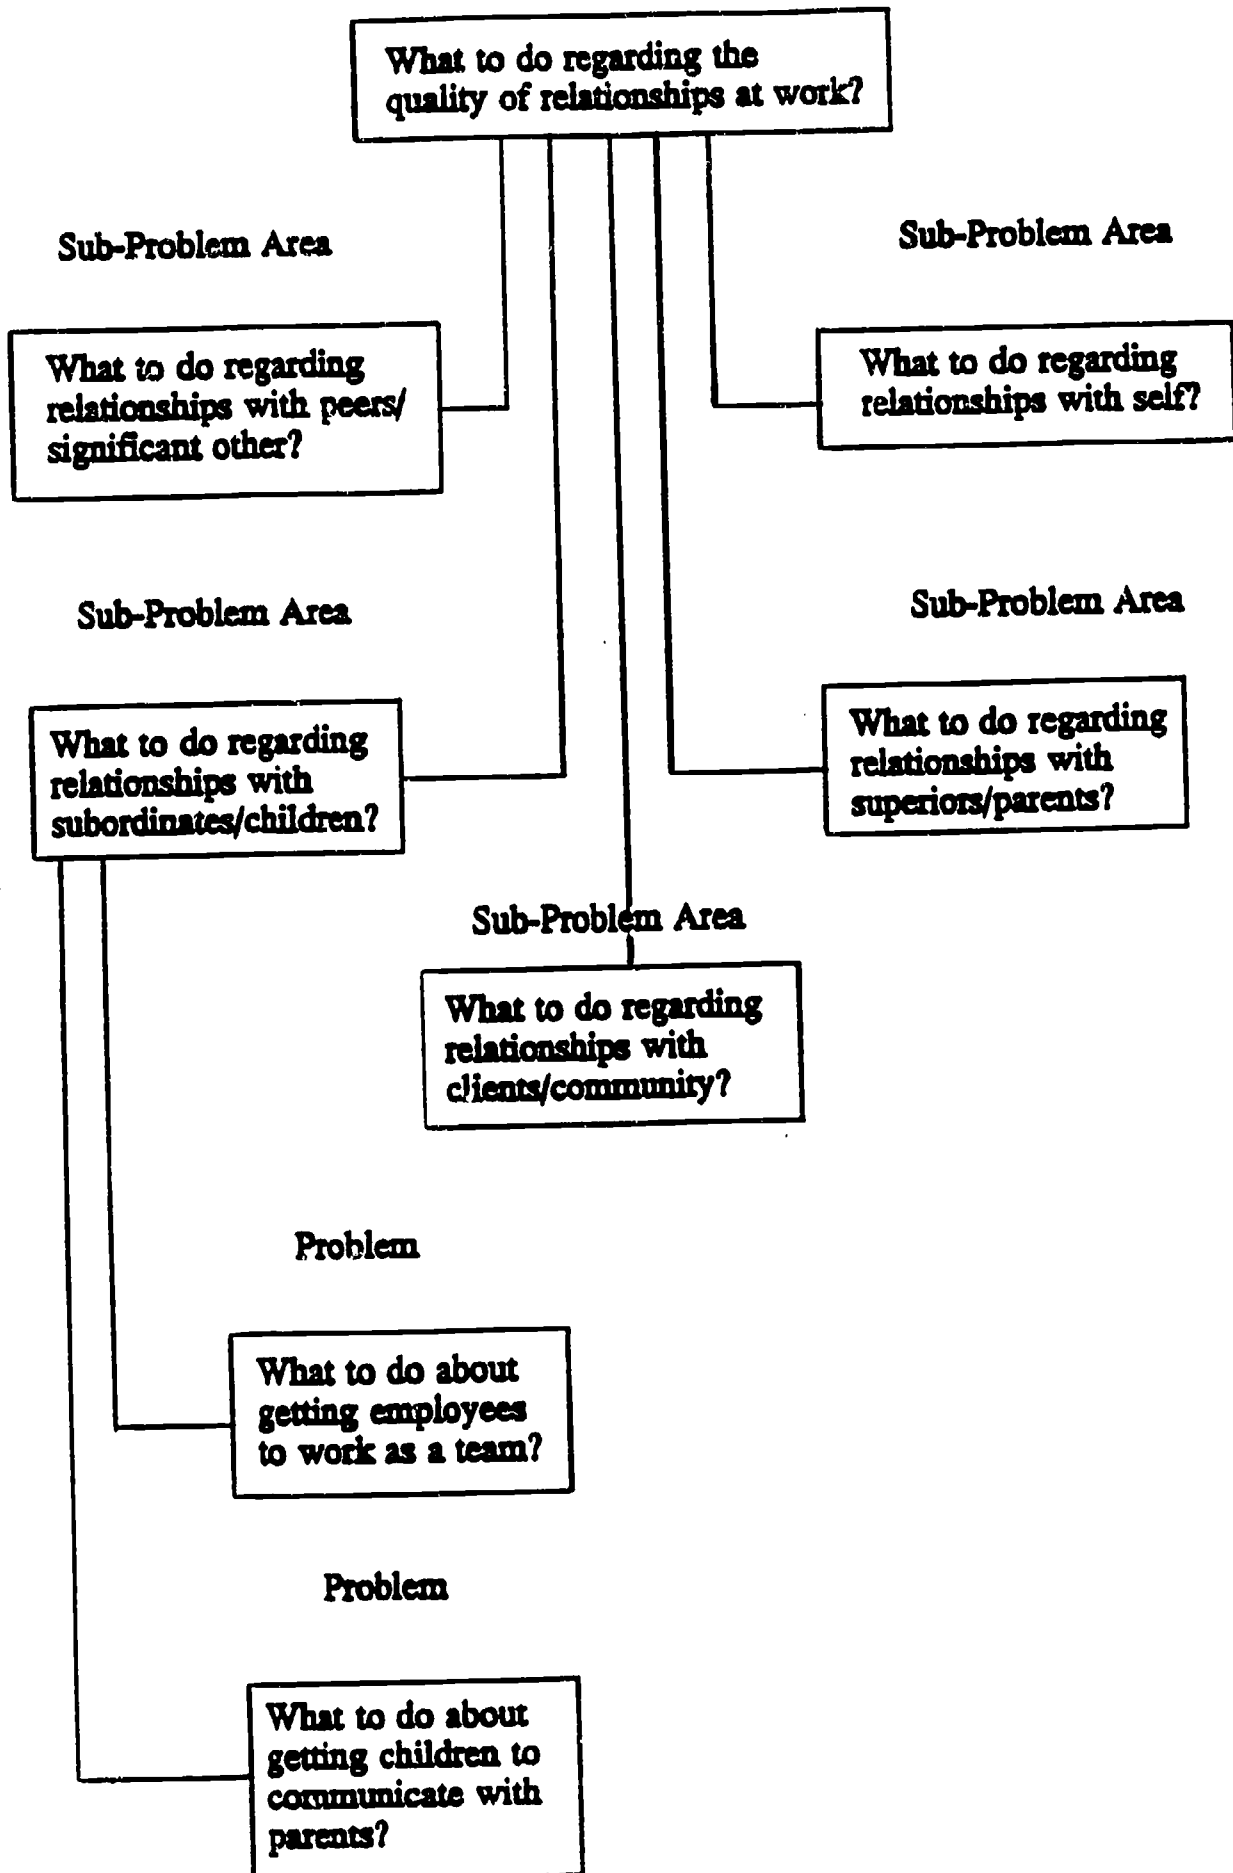 What to do regarding the
quality of relationships at work?
Sub-Problem Area
Sub-Problem Area
What to do regarding
relationships with peers/
significant other?
What to do regarding
relationships with self?
Sub-Problem Area
Sub-Problem Area
What to do regarding
relationships with
subordinates/children?
What to do regarding
relationships with
superiors/parents?
Sub-Problem Area
What to do regarding
relationships with
clients/community?
Problem
What to do about
getting employees
to work as a team?
Problem
What to do about
getting children to
communicate with
parents?